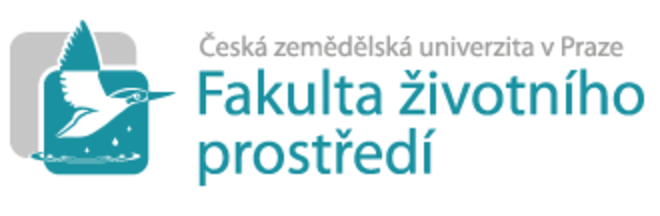 Česká zemědělská univerzita v Praze
Fakulta životního
prostředí